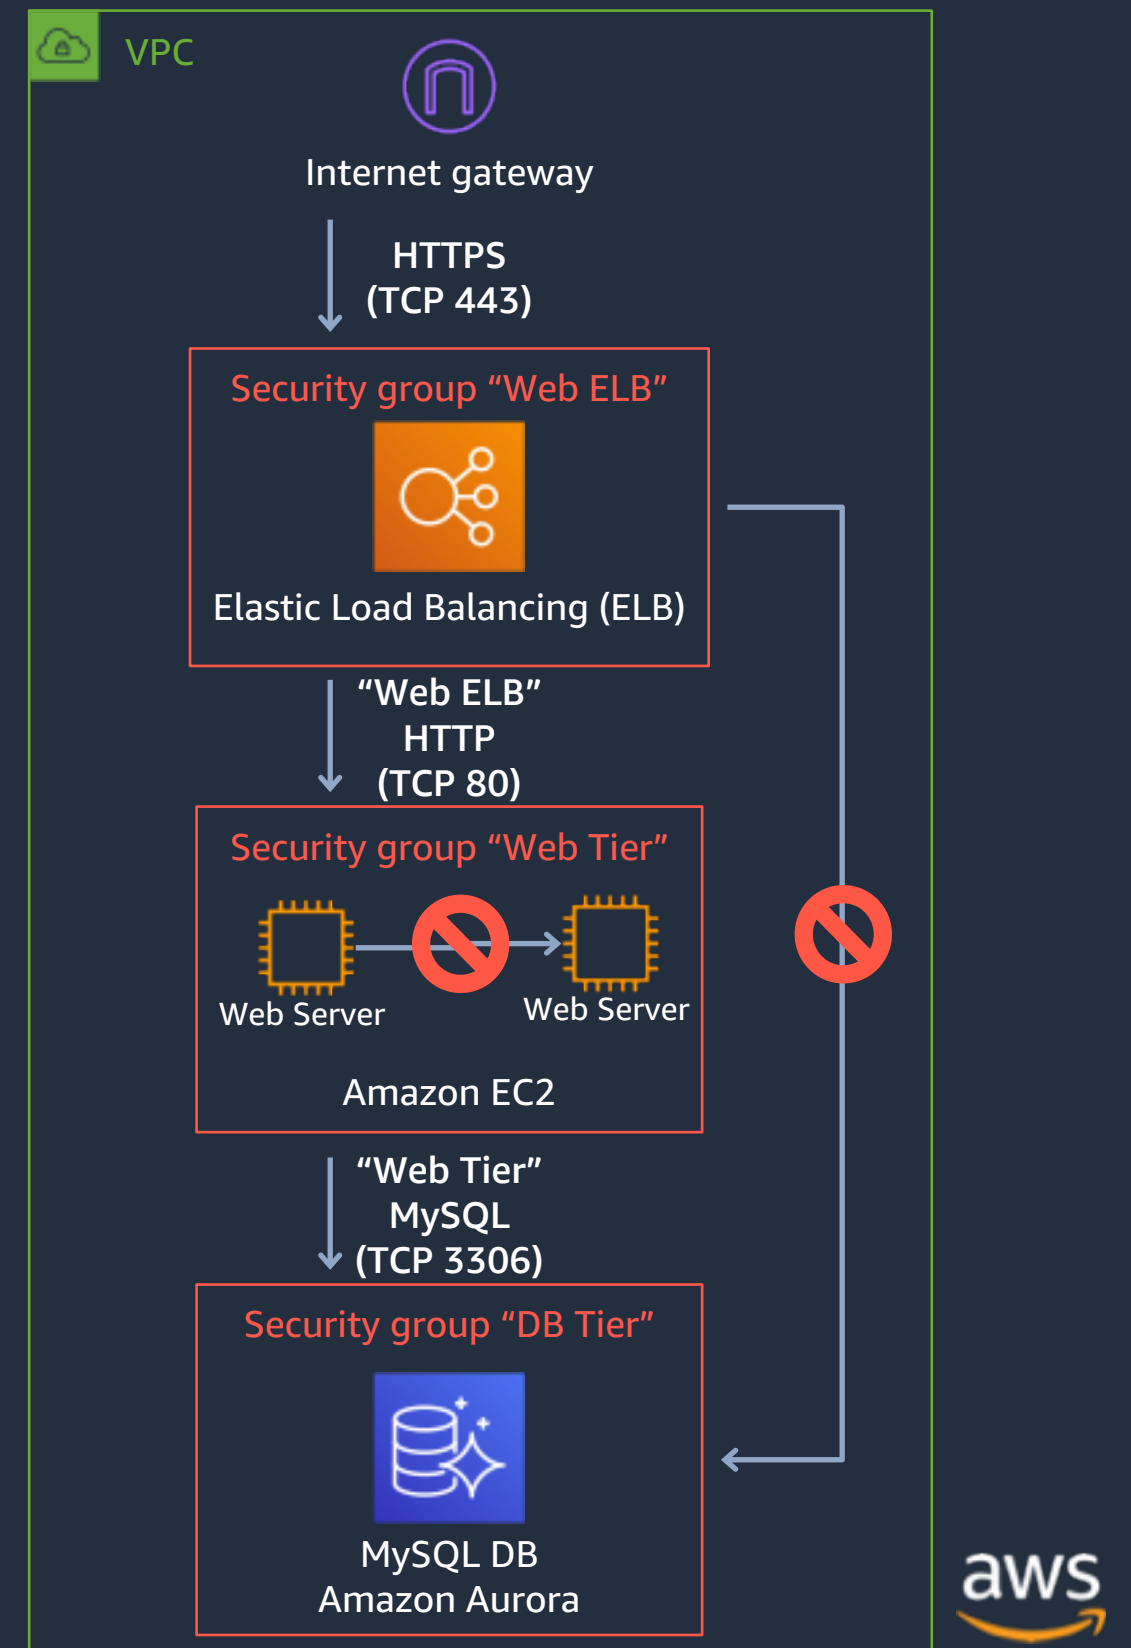 VPC
Internet gateway
HTTPS
(TCP 443)
Security group “Web ELB”
Elastic Load Balancing (ELB)
“Web ELB”
HTTP
(TCP 80)
Security group “Web Tier”
Web Server
Web Server
Amazon EC2
“Web Tier”
MySQL
(TCP 3306)
Security group “DB Tier”
MySQL DB
Amazon Aurora
aws